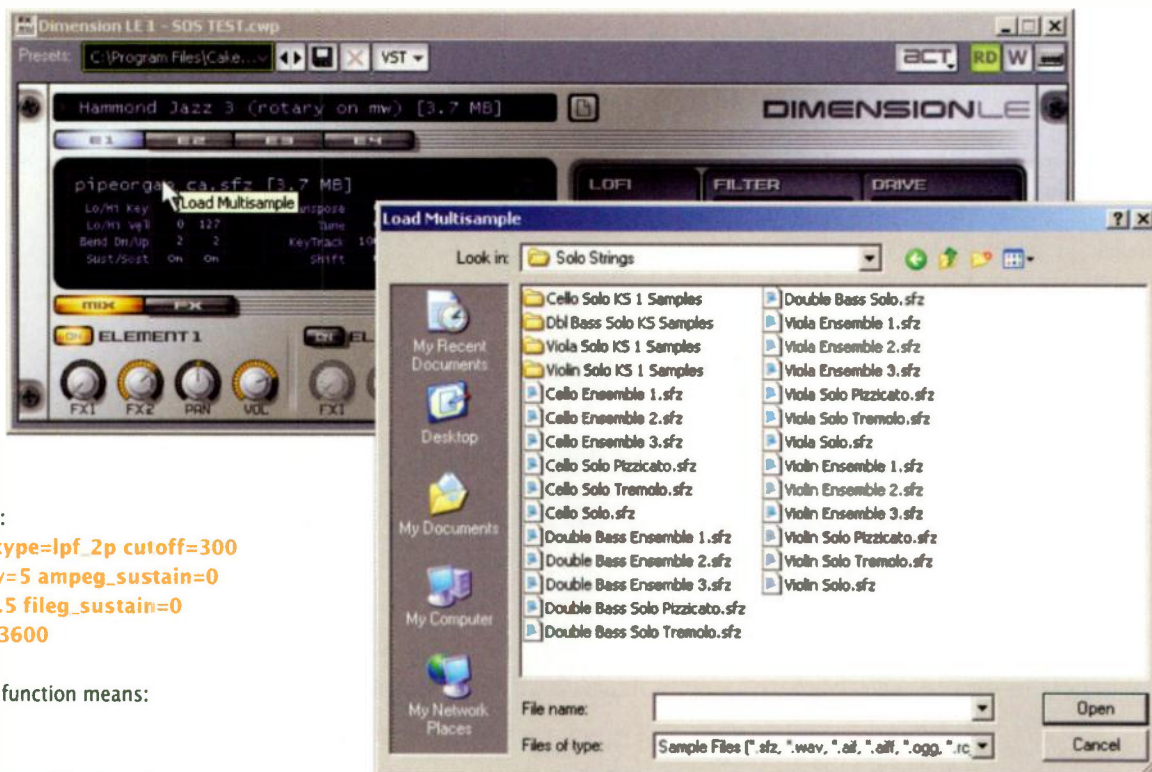 Dimension LE 1 - SOS TEST.cwp
Presets: C:\Program Files\Cake... VST ACT RD W
Hammond Jazz 3 (rotary on mw) [3.7 MB]
DIMENSION LE
E1 E2 E3 E4
pipeorgan ca.sfz [3.7 MB]
Load Multisample
Lo/Hi Key
Lo/Hi Vel 0 127 Tune
Bend Dn/Up 2 2 KeyTrack
Sust/Sost On On Shift
LOFI FILTER DRIVE
MIX FX
ON ELEMENT 1 ON
FX1 FX2 PAN VOL FX1
Load Multisample
Look in: Solo Strings
My Recent Documents
Desktop
My Documents
My Computer
My Network Places
Cello Solo KS 1 Samples
Dbl Bass Solo KS Samples
Viola Solo KS 1 Samples
Violin Solo KS 1 Samples
Cello Ensemble 1.sfz
Cello Ensemble 2.sfz
Cello Ensemble 3.sfz
Cello Solo Pizzicato.sfz
Cello Solo Tremolo.sfz
Cello Solo.sfz
Double Bass Ensemble 1.sfz
Double Bass Ensemble 2.sfz
Double Bass Ensemble 3.sfz
Double Bass Solo Pizzicato.sfz
Double Bass Solo Tremolo.sfz
Double Bass Solo.sfz
Viola Ensemble 1.sfz
Viola Ensemble 2.sfz
Viola Ensemble 3.sfz
Viola Solo Pizzicato.sfz
Viola Solo Tremolo.sfz
Viola Solo.sfz
Violin Ensemble 1.sfz
Violin Ensemble 2.sfz
Violin Ensemble 3.sfz
Violin Solo Pizzicato.sfz
Violin Solo Tremolo.sfz
Violin Solo.sfz
File name:
Open
Files of type: Sample Files (*.sfz, *.wav, *.aif, *.aiff, *.ogg, *.rc
Cancel
:
type=lpf_2p cutoff=300
y=5 ampeg_sustain=0
.5 fileg_sustain=0
3600
function means: